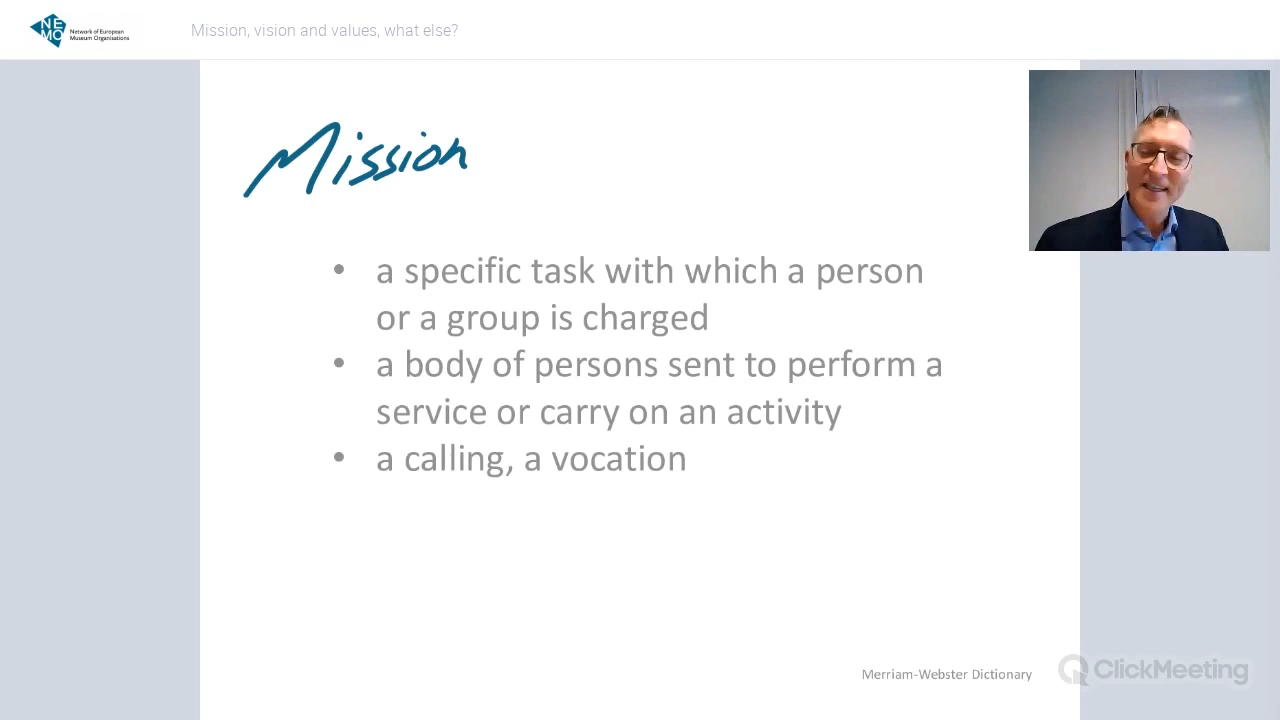 NE
MO
Network of European
Museum Organisations
Mission, vision and values, what else?
Mission
• a specific task with which a person
or a group is charged
• a body of persons sent to perform a
service or carry on an activity
• a calling, a vocation
Merriam-Webster Dictionary
ClickMeeting